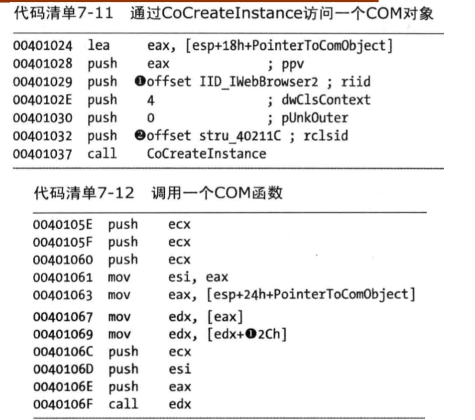 代码清单7-11 通过CoCreateInstance访问一个COM对象
00401024 lea eax, [esp+18h+PointerToComObject]
00401028 push eax ; ppv
00401029 push ❶offset IID_IWebBrowser2 ; riid
0040102E push 4 ; dwClsContext
00401030 push 0 ; pUnkOuter
00401032 push ❷offset stru_40211C ; rclsid
00401037 call CoCreateInstance
代码清单7-12 调用一个COM函数
0040105E push ecx
0040105F push ecx
00401060 push ecx
00401061 mov esi, eax
00401063 mov eax, [esp+24h+PointerToComObject]
00401067 mov edx, [eax]
00401069 mov edx, [edx+❶2Ch]
0040106C push ecx
0040106D push esi
0040106E push eax
0040106F call edx